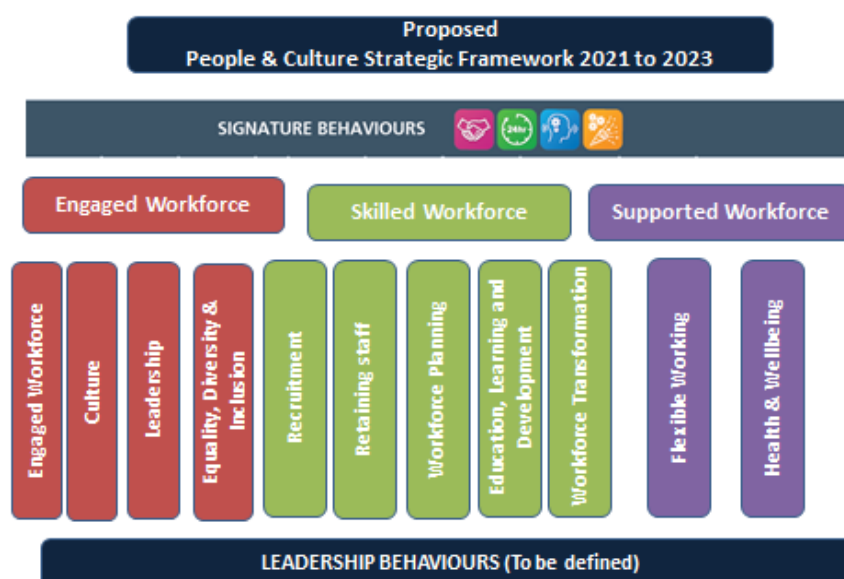 Proposed
People & Culture Strategic Framework 2021 to 2023
SIGNATURE BEHAVIOURS
24hr
Engaged Workforce
Skilled Workforce
Supported Workforce
Engaged Workforce
Culture
Leadership
Equality, Diversity &
Inclusion
Recruitment
Retaining staff
Workforce Planning
Education, Learning and
Development
Workforce Transformation
Flexible Working
Health & Wellbeing
LEADERSHIP BEHAVIOURS (To be defined)